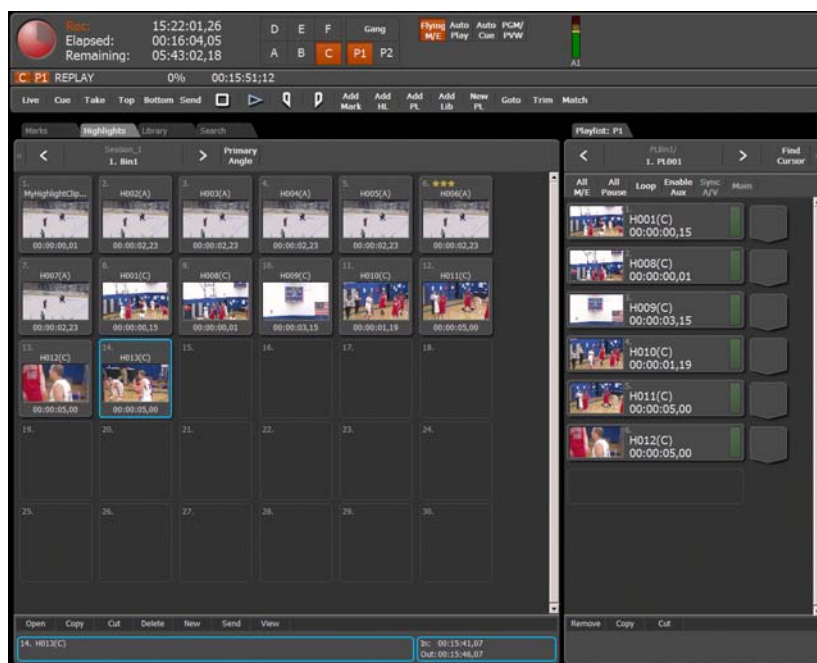 Rec: 15:22:01,26
Elapsed: 00:16:04,05
Remaining: 05:43:02,18
D E F Gang
A B C P1 P2
Flying M/E Auto Play Auto Cue PGM/PVW
A1
C P1 REPLAY 0% 00:15:51;12
Live Cue Take Top Bottom Send Add Mark Add HL Add PL Add Lib New PL Goto Trim Match
Marks Highlights Library Search
Session_1
1. Bin1
Primary Angle
1. MyHighlightClip... 00:00:00,01
2. H002(A) 00:00:02,23
3. H003(A) 00:00:02,23
4. H004(A) 00:00:02,23
5. H005(A) 00:00:02,23
6. H006(A) 00:00:02,23
7. H007(A) 00:00:02,23
8. H001(C) 00:00:00,15
9. H008(C) 00:00:00,01
10. H009(C) 00:00:03,15
11. H010(C) 00:00:01,19
12. H011(C) 00:00:05,00
13. H012(C) 00:00:05,00
14. H013(C) 00:00:05,00
15. 16. 17. 18.
19. 20. 21. 22. 23. 24.
25. 26. 27. 28. 29. 30.
Open Copy Cut Delete New Send View
14. H013(C)
In: 00:15:41,07
Out: 00:15:46,07
Playlist: P1
PLBin1/
1. PL001
Find Cursor
All M/E All Pause Loop Enable Aux Sync A/V Main
H001(C)
00:00:00,15
H008(C)
00:00:00,01
H009(C)
00:00:03,15
H010(C)
00:00:01,19
H011(C)
00:00:05,00
H012(C)
00:00:05,00
Remove Copy Cut